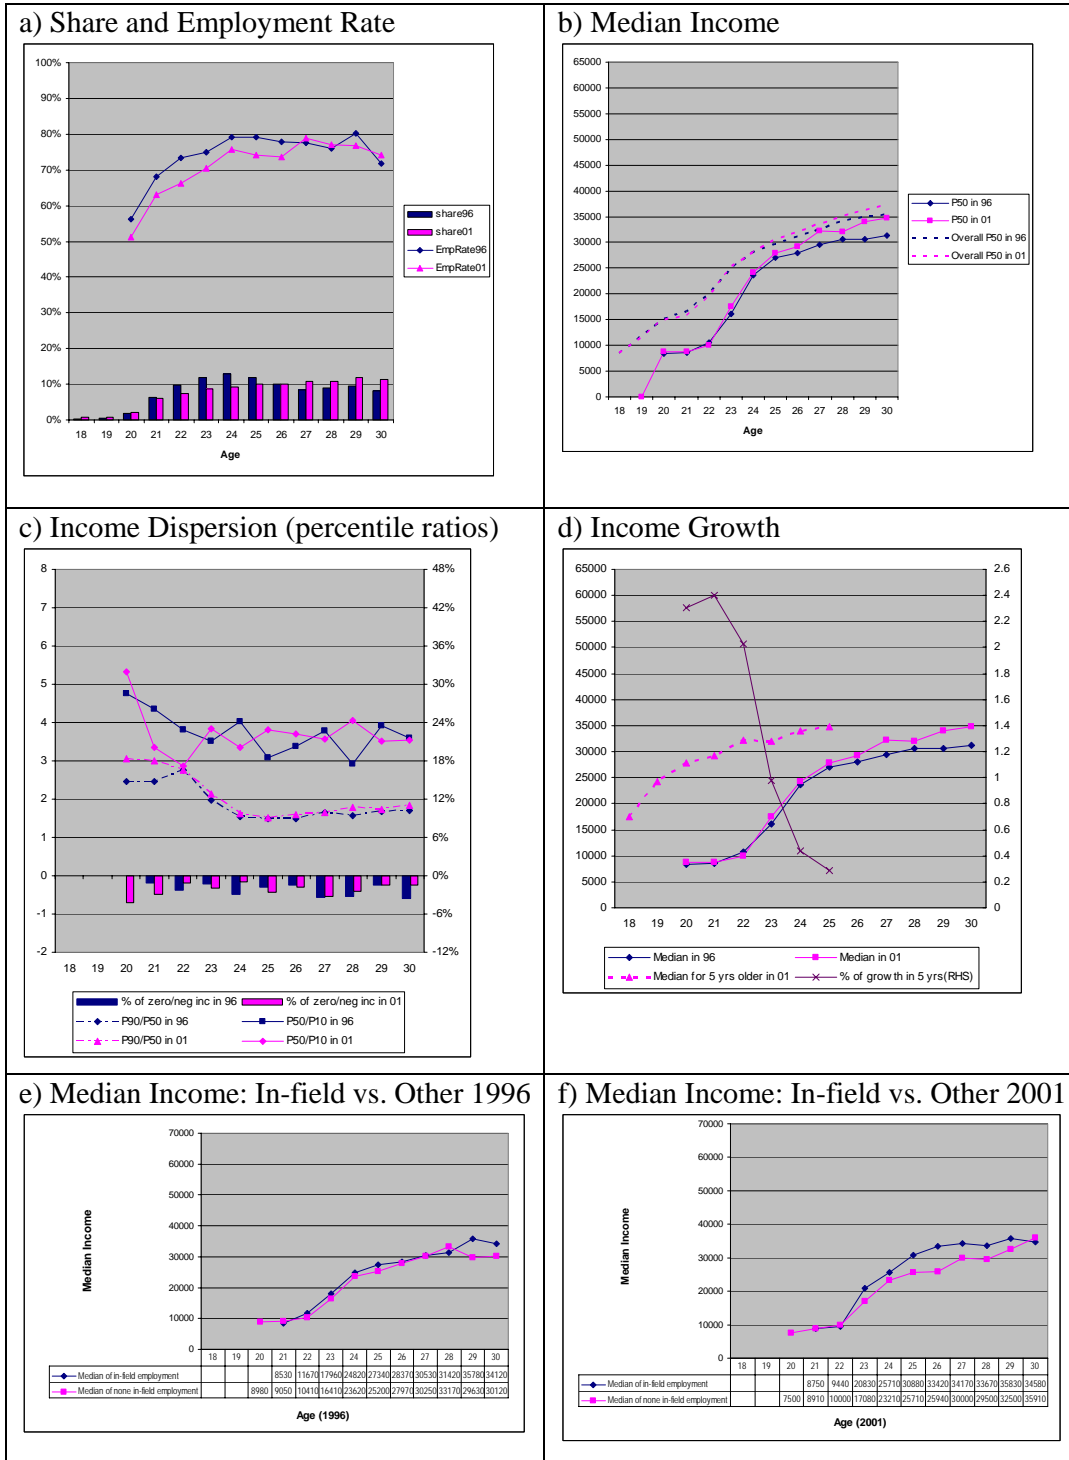 a) Share and Employment Rate
100%
90%
80%
70%
60%
50%
40%
30%
20%
10%
0%
18 19 20 21 22 23 24 25 26 27 28 29 30
Age
share96
share01
EmpRate96
EmpRate01
b) Median Income
65000
60000
55000
50000
45000
40000
35000
30000
25000
20000
15000
10000
5000
0
18 19 20 21 22 23 24 25 26 27 28 29 30
Age
P50 in 96
P50 in 01
Overall P50 in 96
Overall P50 in 01
c) Income Dispersion (percentile ratios)
8 48%
7 42%
6 36%
5 30%
4 24%
3 18%
2 12%
1 6%
0 0%
-1 -6%
-2 -12%
18 19 20 21 22 23 24 25 26 27 28 29 30
% of zero/neg inc in 96 % of zero/neg inc in 01
P90/P50 in 96 P50/P10 in 96
P90/P50 in 01 P50/P10 in 01
d) Income Growth
65000 2.6
60000 2.4
55000 2.2
50000 2
45000 1.8
40000 1.6
35000 1.4
30000 1.2
25000 1
20000 0.8
15000 0.6
10000 0.4
5000 0.2
0 0
18 19 20 21 22 23 24 25 26 27 28 29 30
Median in 96 Median in 01
Median for 5 yrs older in 01 % of growth in 5 yrs(RHS)
e) Median Income: In-field vs. Other 1996
Median Income
70000
60000
50000
40000
30000
20000
10000
0
18 19 20 21 22 23 24 25 26 27 28 29 30
Median of in-field employment 8530 11670 17960 24820 27340 28370 30530 31420 35780 34120
Median of none in-field employment 8980 9050 10410 16410 23620 25200 27970 30250 33170 29630 30120
Age (1996)
f) Median Income: In-field vs. Other 2001
Median Income
70000
60000
50000
40000
30000
20000
10000
0
18 19 20 21 22 23 24 25 26 27 28 29 30
Median of in-field employment 8750 9440 20830 25710 30880 33420 34170 33670 35830 34580
Median of none in-field employment 7500 8910 10000 17080 23210 25710 25940 30000 29500 32500 35910
Age (2001)